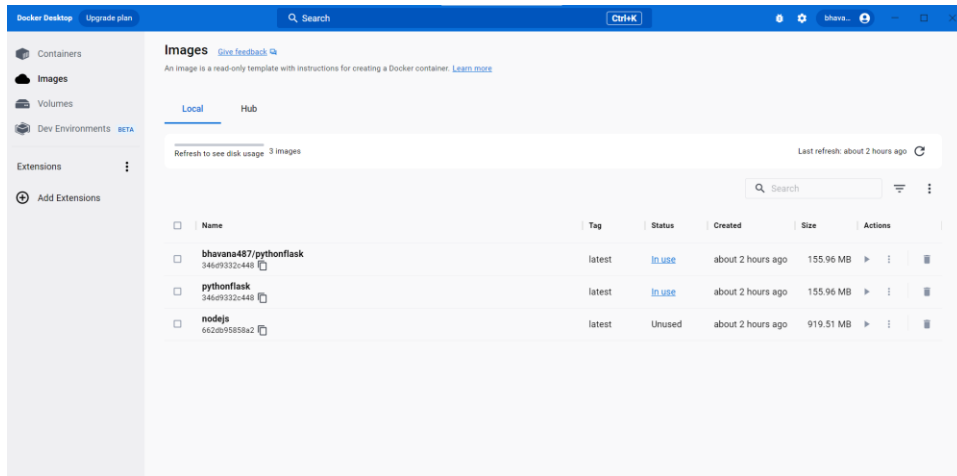 Docker Desktop Upgrade plan Search Ctrl+K bhava...
Containers
Images
Volumes
Dev Environments BETA
Extensions
Add Extensions
Images Give feedback
An image is a read-only template with instructions for creating a Docker container. Learn more
Local Hub
Refresh to see disk usage 3 images Last refresh: about 2 hours ago
Search
Name Tag Status Created Size Actions
bhavana487/pythonflask latest In use about 2 hours ago 155.96 MB
346d9332c448
pythonflask latest In use about 2 hours ago 155.96 MB
346d9332c448
nodejs latest Unused about 2 hours ago 919.51 MB
662db95858a2